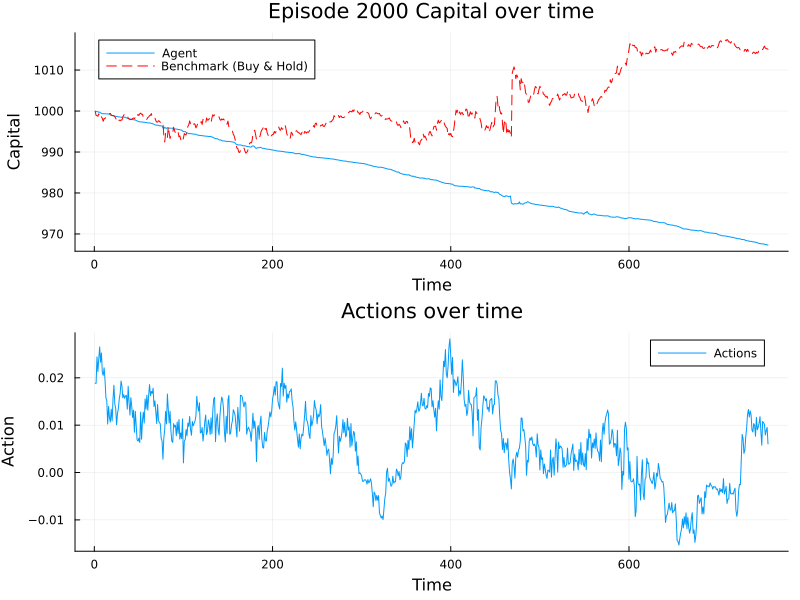 Episode 2000 Capital over time
Agent
Benchmark (Buy & Hold)
Capital
1010
1000
990
980
970
0
200
400
600
Time
Actions over time
Actions
Action
0.02
0.01
0.00
−0.01
0
200
400
600
Time